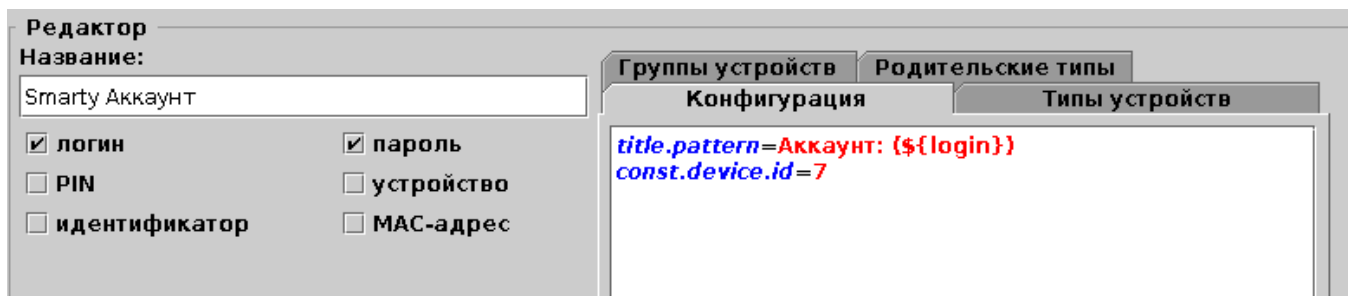 Редактор
Название:
Smarty Аккаунт
логин
пароль
PIN
устройство
идентификатор
MAC-адрес
Группы устройств
Родительские типы
Конфигурация
Типы устройств
title.pattern=Аккаунт: (${login})
const.device.id=7